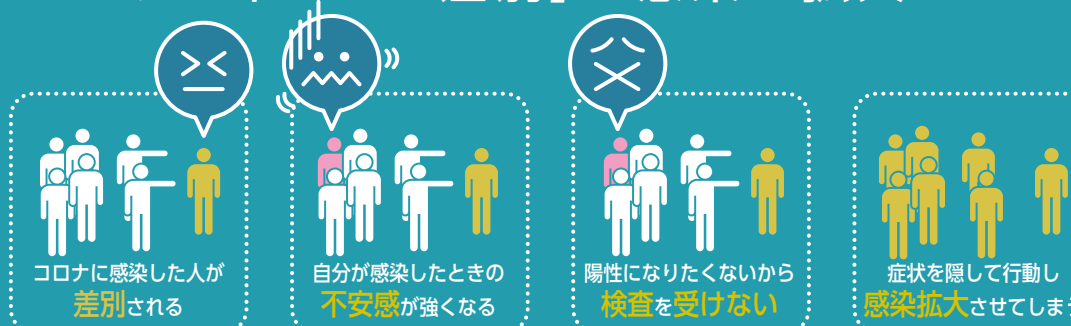 コロナに感染した人が
差別される
自分が感染したときの
不安感が強くなる
陽性になりたくないから
検査を受けない
症状を隠して行動し
感染拡大させてしまう